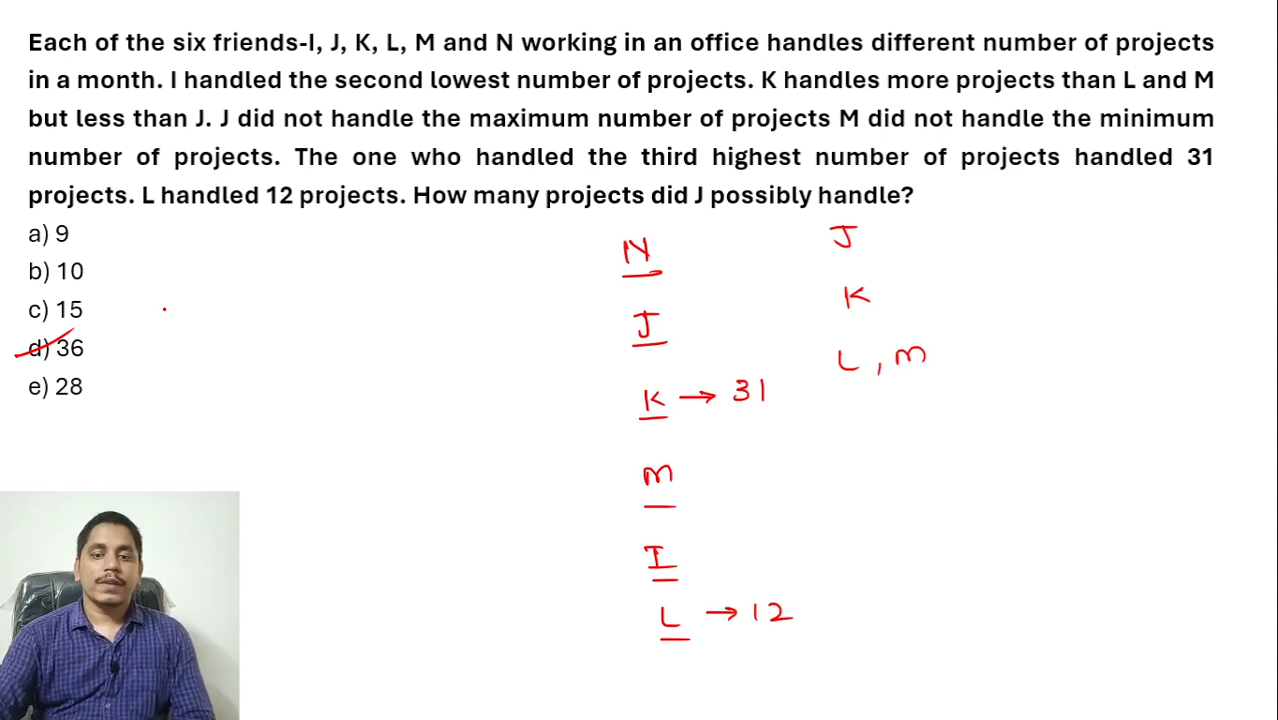 Each of the six friends-I, J, K, L, M and N working in an office handles different number of projects
in a month. I handled the second lowest number of projects. K handles more projects than L and M
but less than J. J did not handle the maximum number of projects M did not handle the minimum
number of projects. The one who handled the third highest number of projects handled 31
projects. L handled 12 projects. How many projects did J possibly handle?
a) 9
b) 10
c) 15
d) 36
e) 28
N
J
K → 31
m
I
L → 12
J
K
L , m